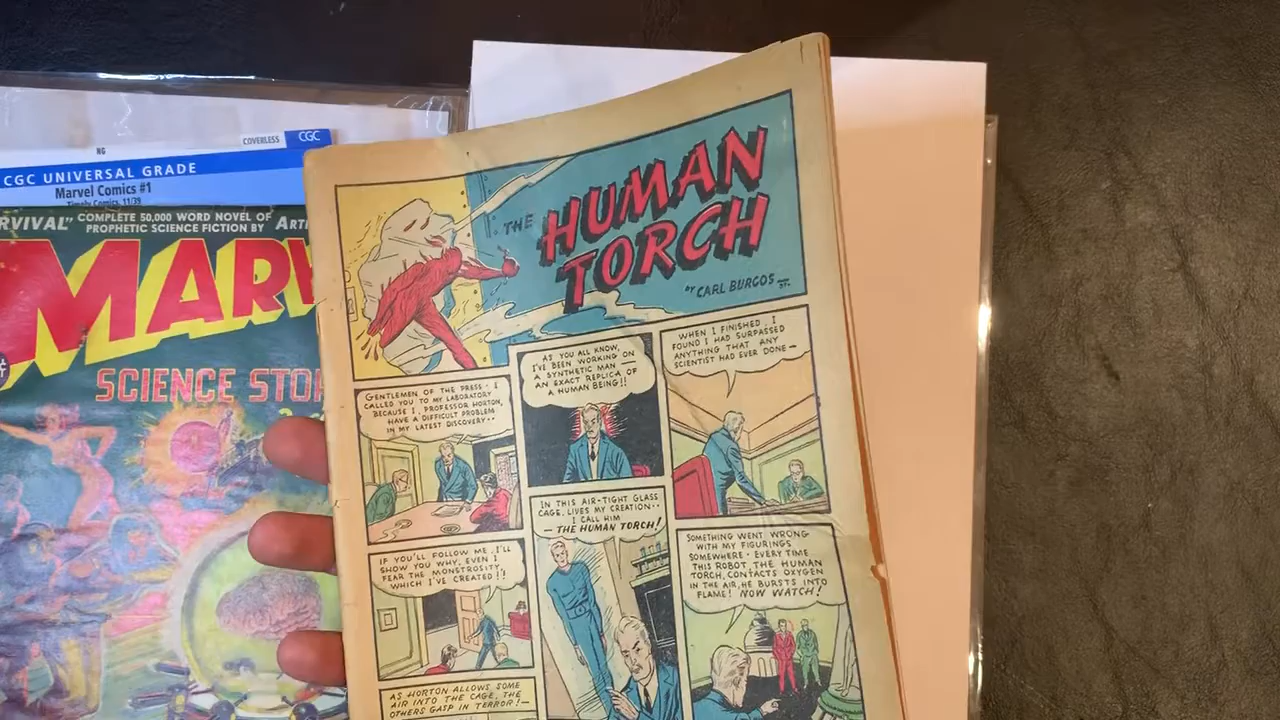 NG
COVERLESS CGC
CGC UNIVERSAL GRADE
Marvel Comics #1
Timely Comics, 11/39
RVIVAL" COMPLETE 50,000 WORD NOVEL OF
PROPHETIC SCIENCE FICTION BY
MARV
SCIENCE STOR
THE
HUMAN
TORCH
BY CARL BURGOS
GENTLEMEN OF THE PRESS - I
CALLED YOU TO MY LABORATORY
BECAUSE I, PROFESSOR HORTON,
HAVE A DIFFICULT PROBLEM
IN MY LATEST DISCOVERY--
AS YOU ALL KNOW,
I'VE BEEN WORKING ON
A SYNTHETIC MAN —
AN EXACT REPLICA OF
A HUMAN BEING!!
WHEN I FINISHED, I
FOUND I HAD SURPASSED
ANYTHING THAT ANY
SCIENTIST HAD EVER DONE—
IF YOU'LL FOLLOW ME, I'LL
SHOW YOU WHY, EVEN I
FEAR THE MONSTROSITY,
WHICH I'VE CREATED!!
IN THIS AIR-TIGHT GLASS
CAGE, LIVES MY CREATION--
I CALL HIM
— THE HUMAN TORCH!
SOMETHING WENT WRONG
WITH MY FIGURINGS
SOMEWHERE - EVERY TIME
THIS ROBOT, THE HUMAN
TORCH, CONTACTS OXYGEN
IN THE AIR, HE BURSTS INTO
FLAME! NOW WATCH!
AS HORTON ALLOWS SOME
AIR INTO THE CAGE, THE
OTHERS GASP IN TERROR!—